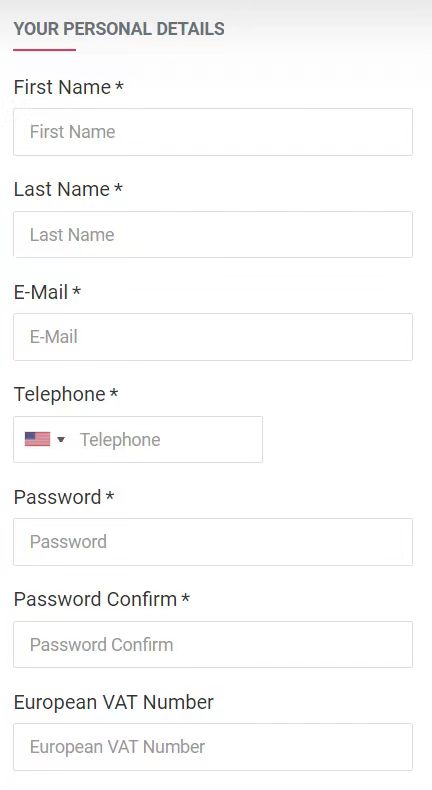 YOUR PERSONAL DETAILS
First Name *
First Name
Last Name *
Last Name
E-Mail *
E-Mail
Telephone *
Telephone
Password *
Password
Password Confirm *
Password Confirm
European VAT Number
European VAT Number